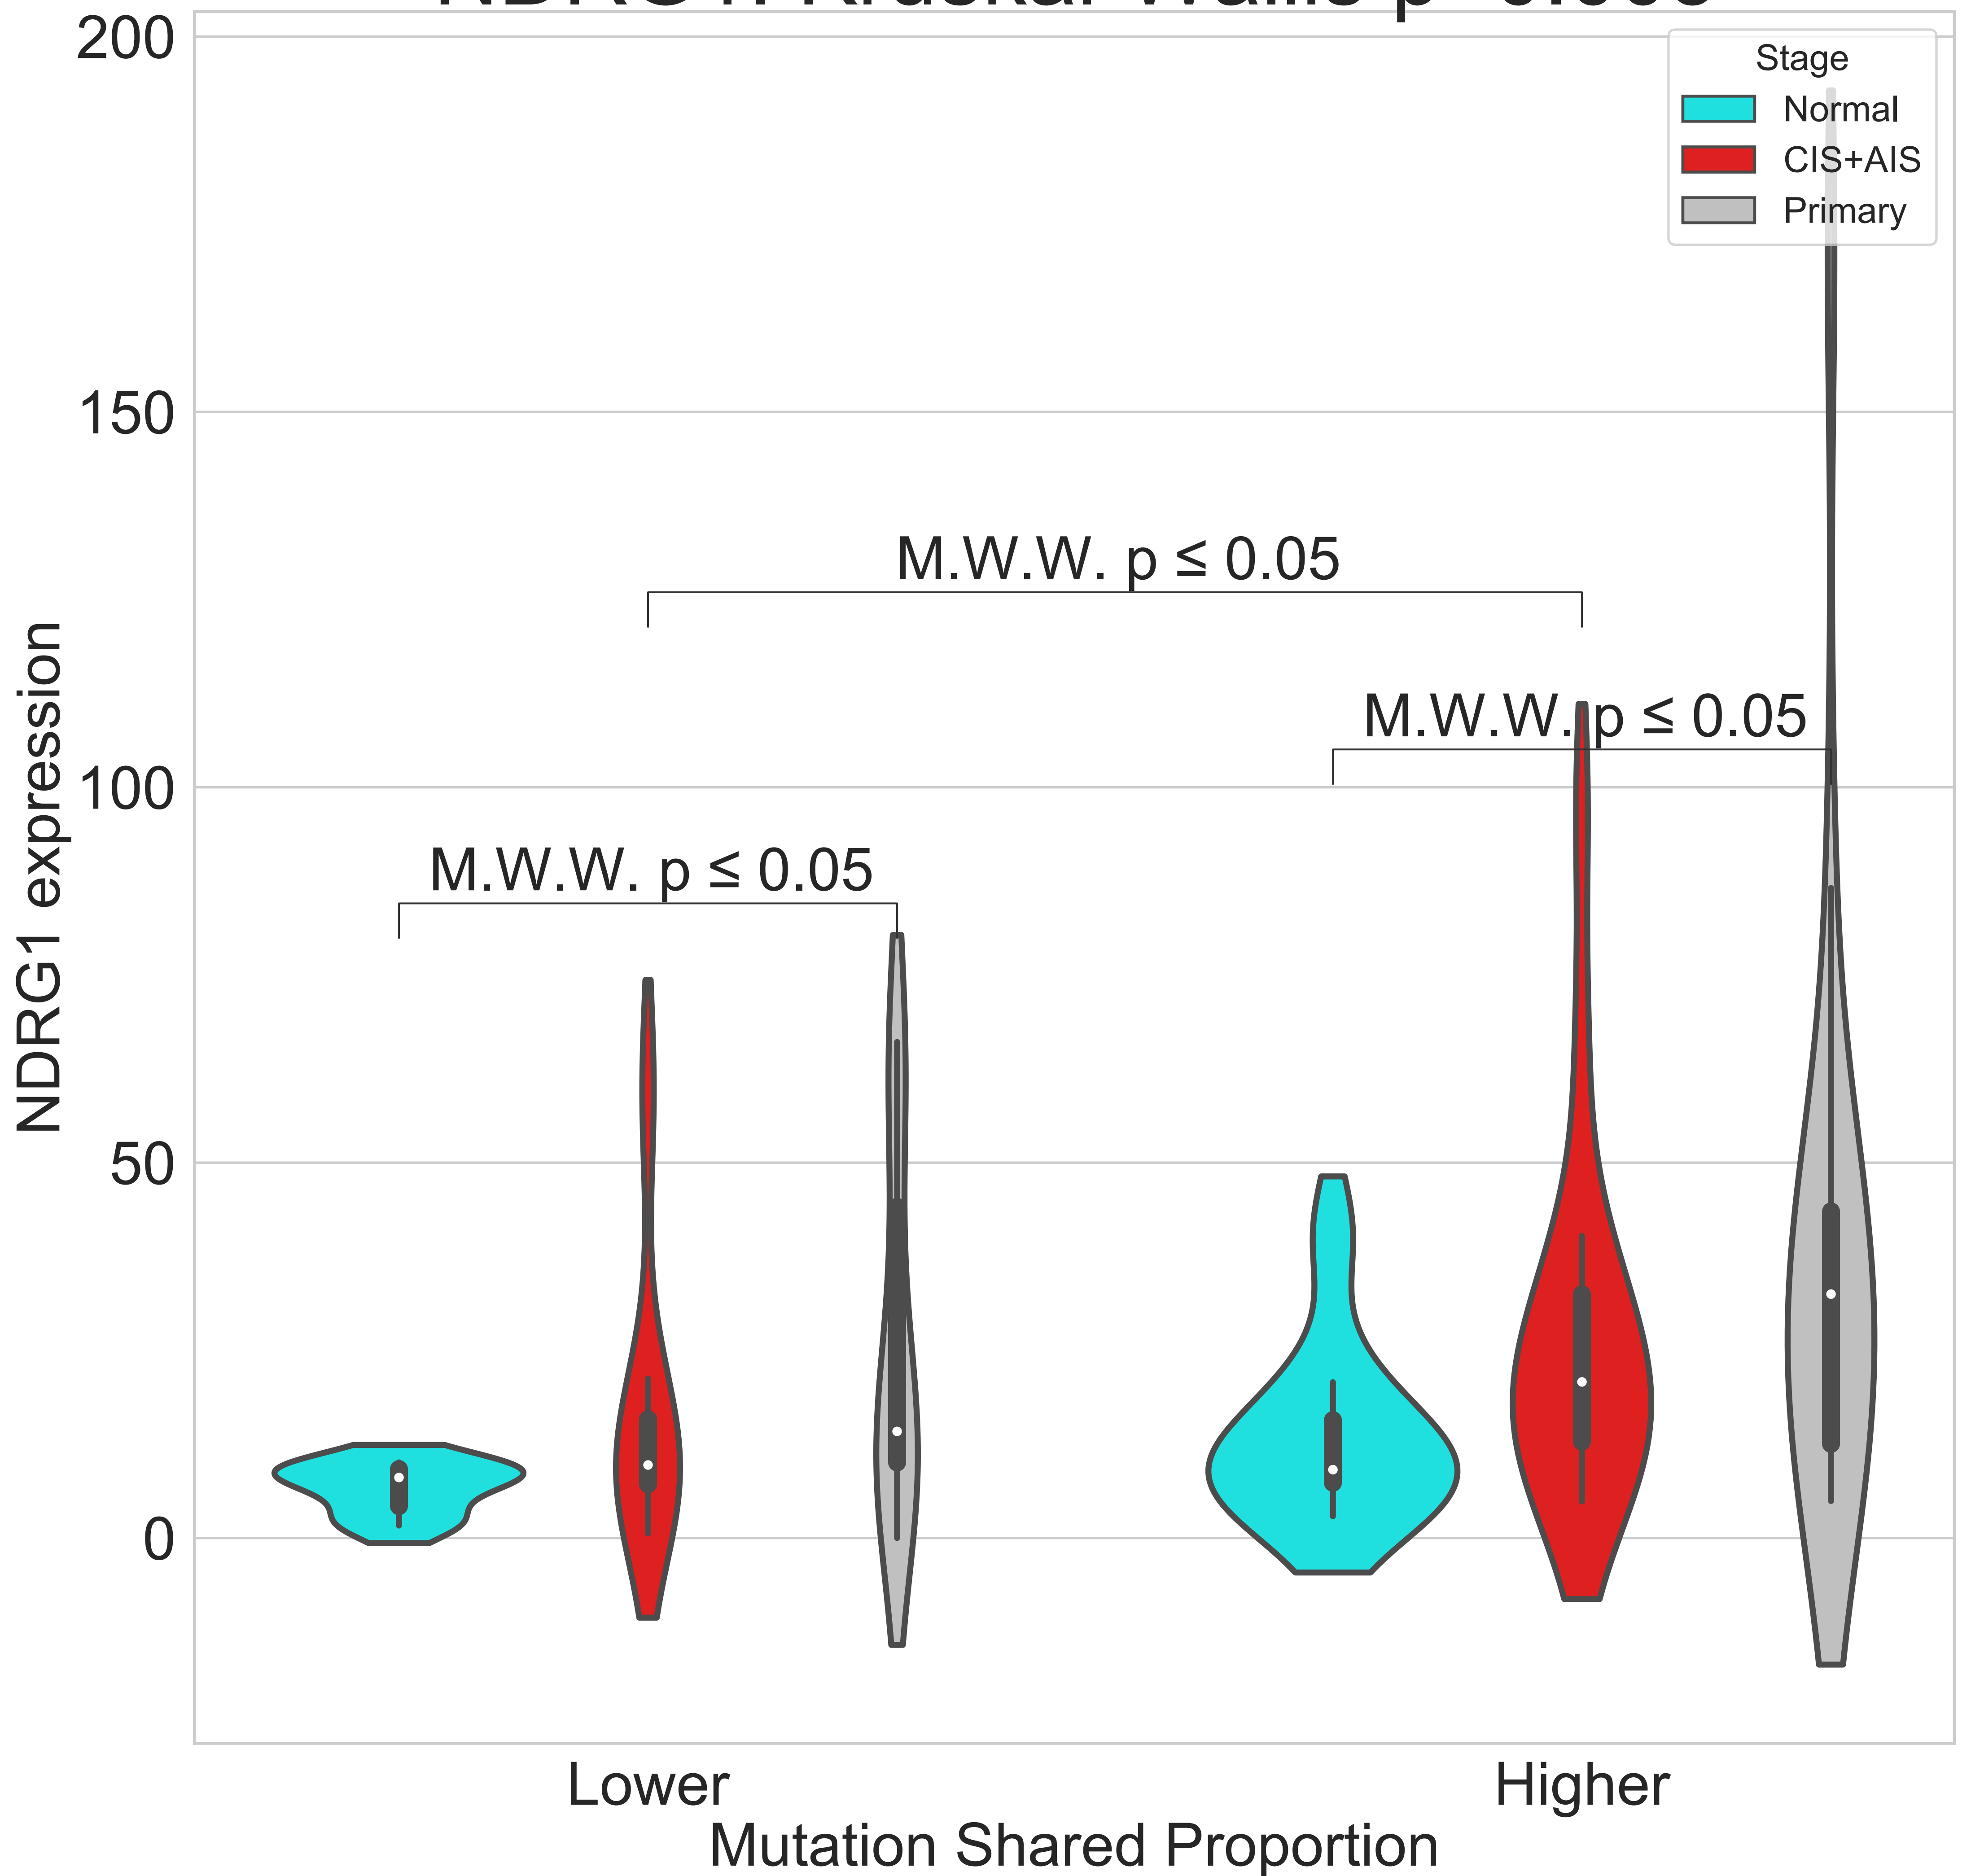 200
Stage
Normal
CIS+AIS
Primary
150
M.W.W. p ≤ 0.05
M.W.W. p ≤ 0.05
100
M.W.W. p ≤ 0.05
50
0
NDRG1 expression
Lower
Higher
Mutation Shared Proportion